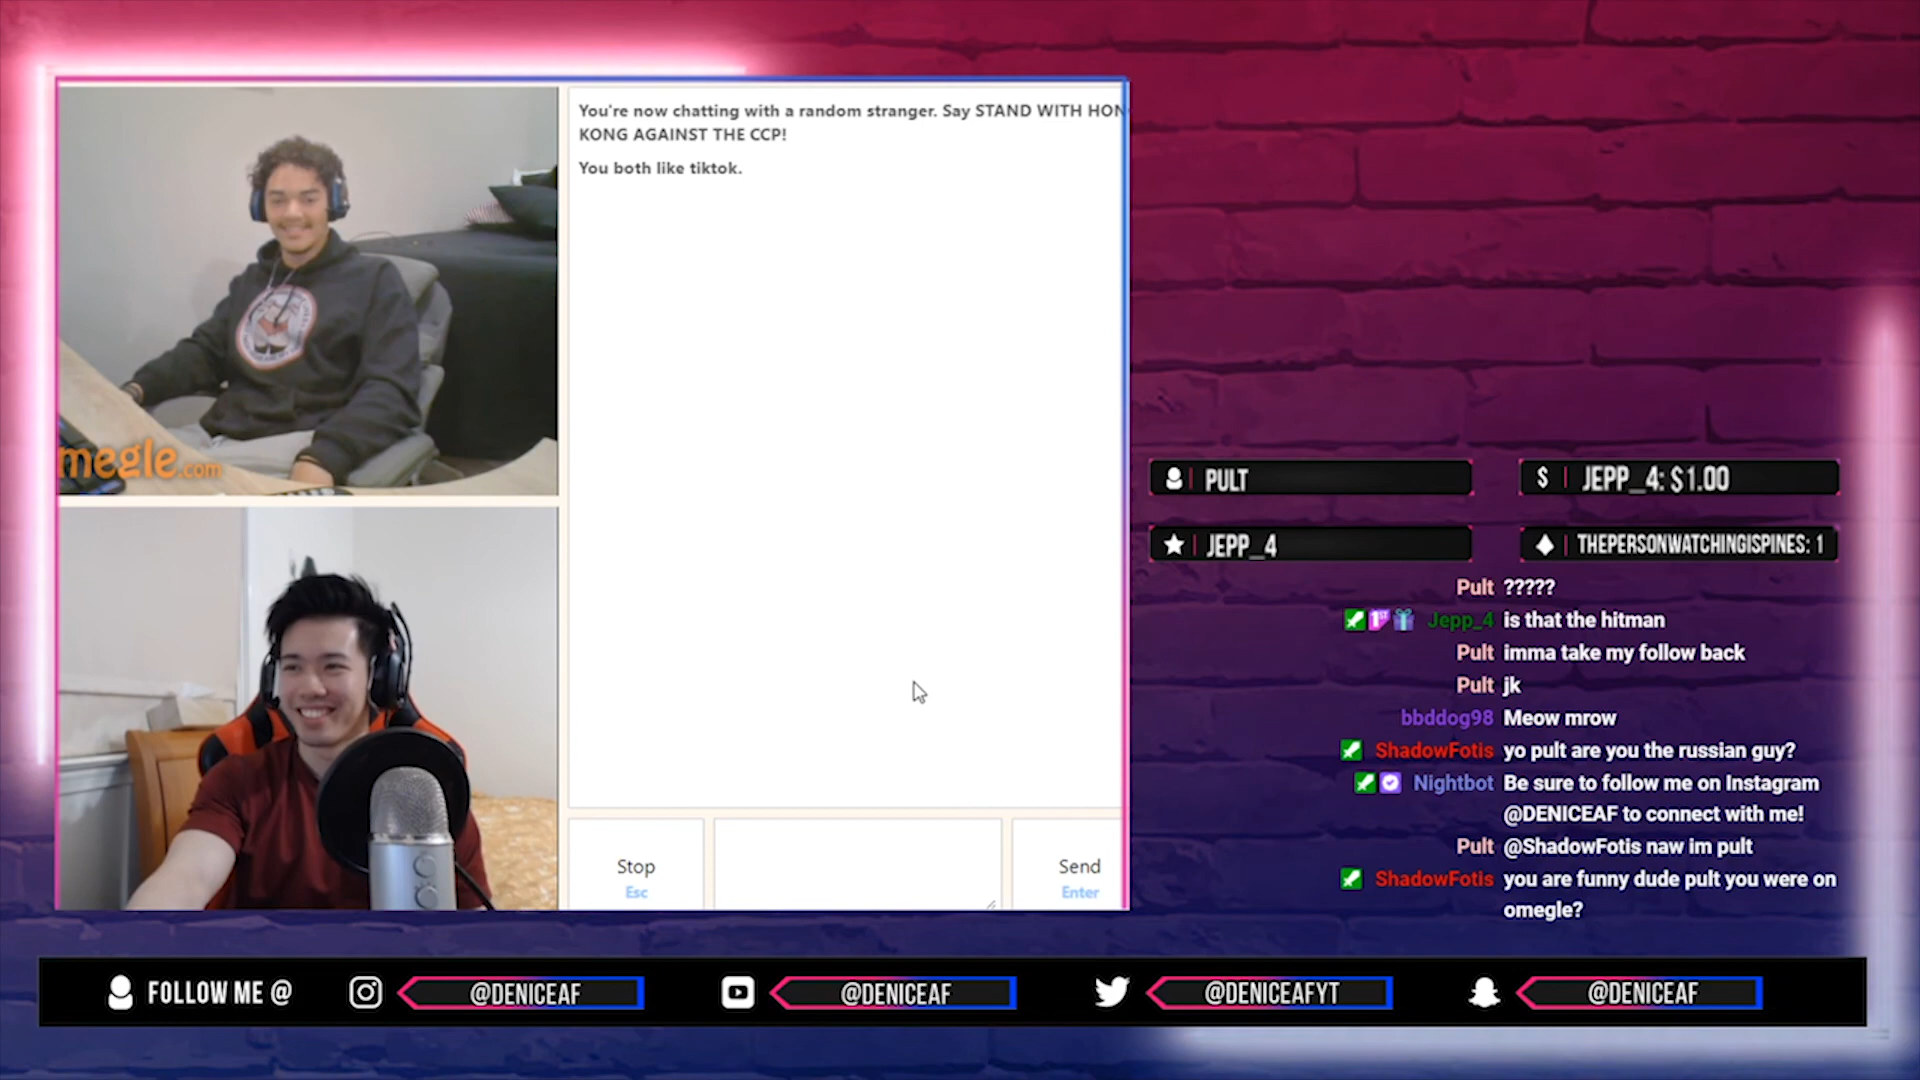 You're now chatting with a random stranger. Say STAND WITH HON
KONG AGAINST THE CCP!
You both like tiktok.
megle.com
Stop
Esc
Send
Enter
PULT
$ JEPP_4: $1.00
JEPP_4
THEPERSONWATCHINGISPINES: 1
Pult ?????
Jepp_4 is that the hitman
Pult imma take my follow back
Pult jk
bbddog98 Meow mrow
ShadowFotis yo pult are you the russian guy?
Nightbot Be sure to follow me on Instagram
@DENICEAF to connect with me!
Pult @ShadowFotis naw im pult
ShadowFotis you are funny dude pult you were on
omegle?
FOLLOW ME @
@DENICEAF
@DENICEAF
@DENICEAFYT
@DENICEAF